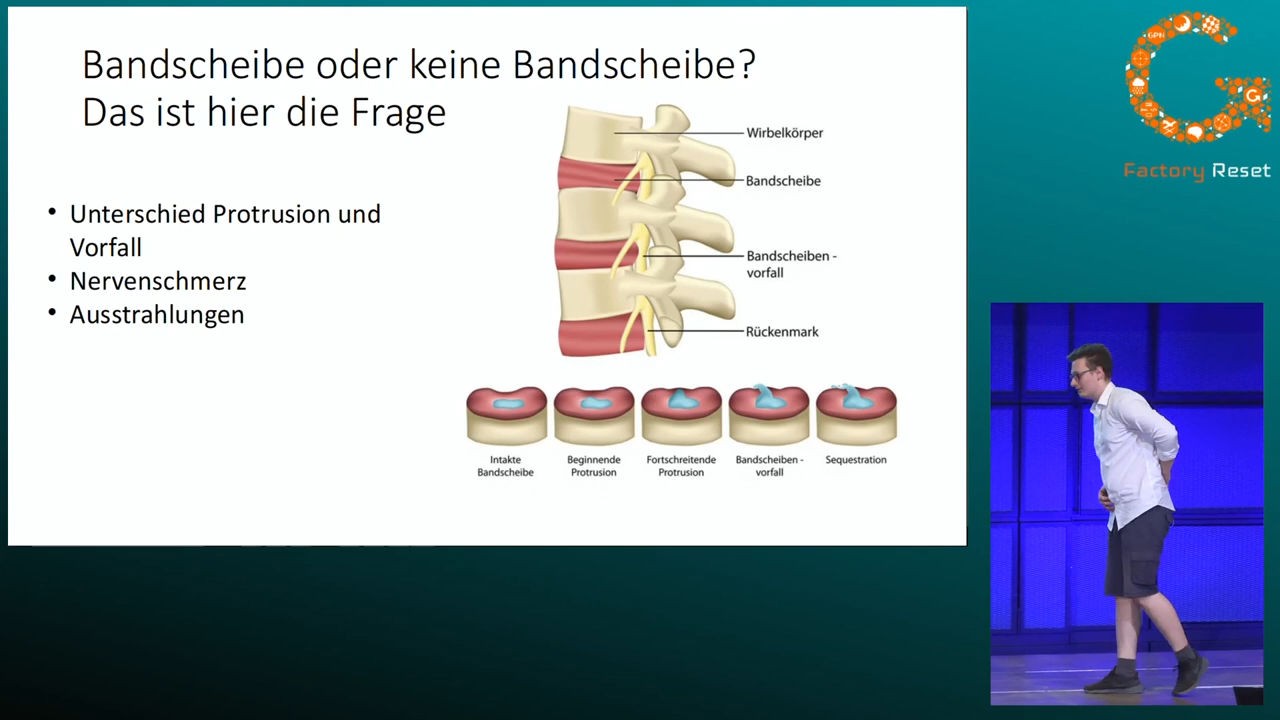 Bandscheibe oder keine Bandscheibe?
Das ist hier die Frage
• Unterschied Protrusion und
Vorfall
• Nervenschmerz
• Ausstrahlungen
Wirbelkörper
Bandscheibe
Bandscheiben -
vorfall
Rückenmark
Intakte
Bandscheibe
Beginnende
Protrusion
Fortschreitende
Protrusion
Bandscheiben -
vorfall
Sequestration
GPN
G
Factory Reset